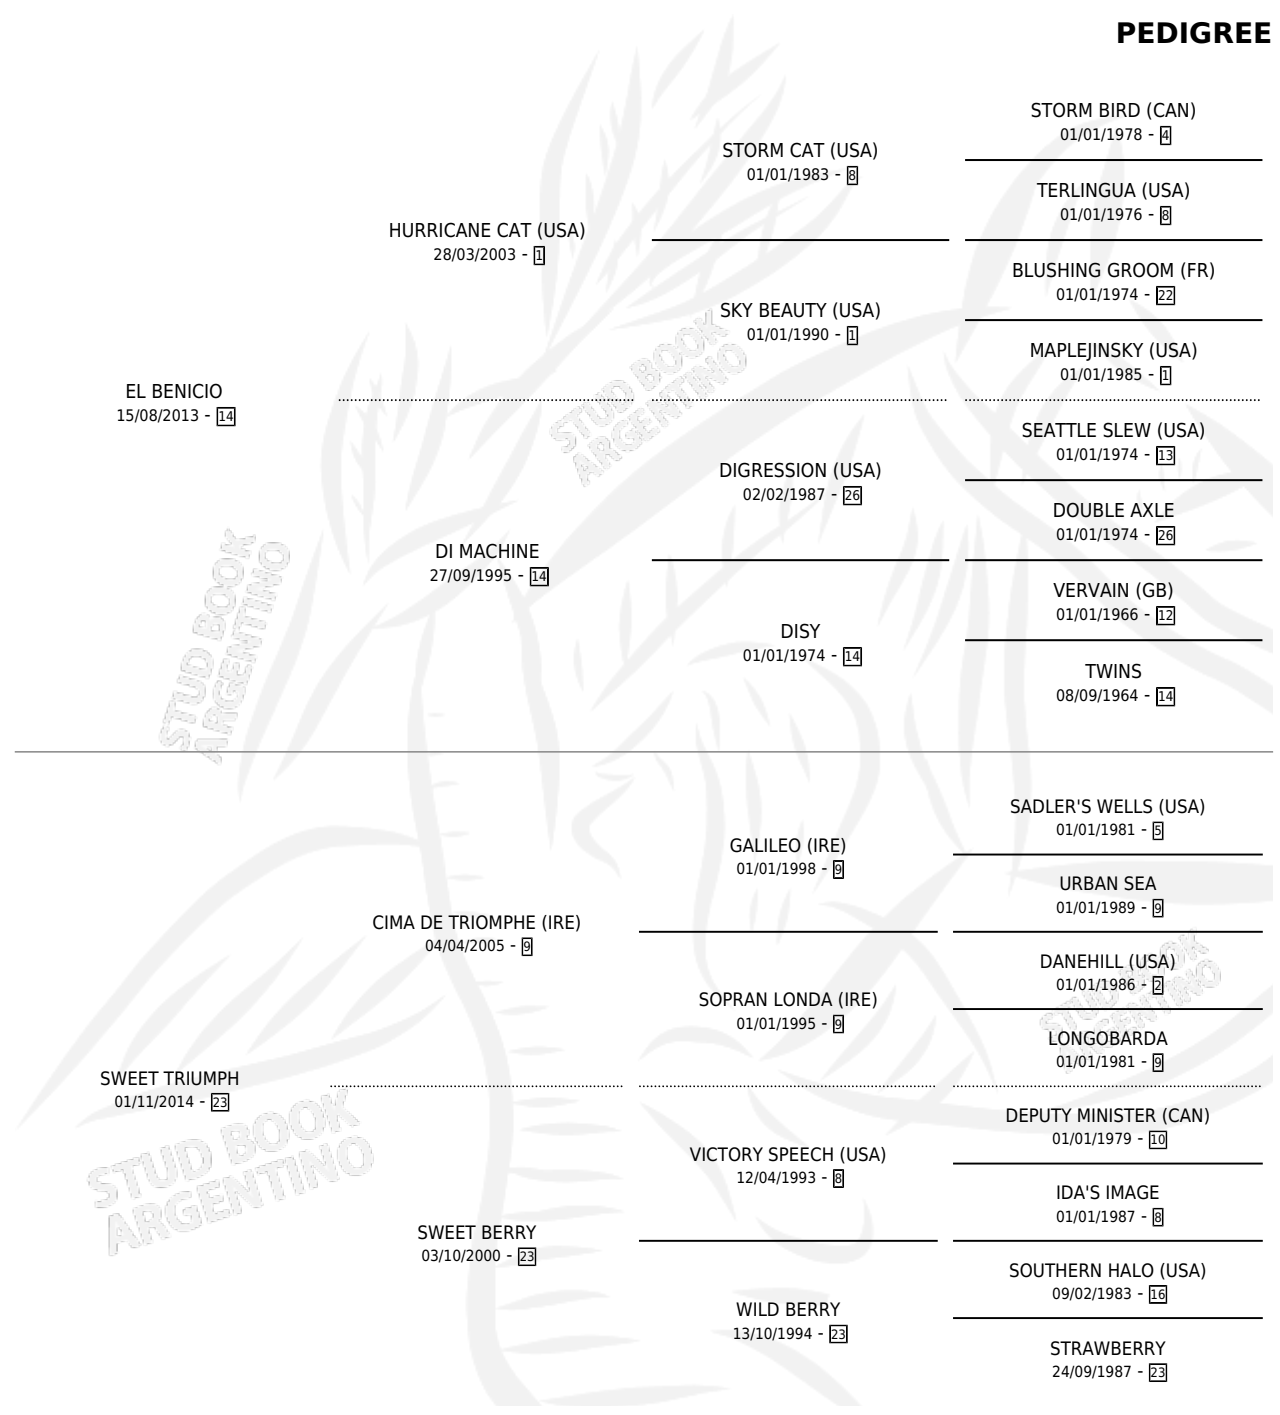 PEDIGREE
STORM BIRD (CAN)
01/01/1978 - 4
STORM CAT (USA)
01/01/1983 - 8
TERLINGUA (USA)
01/01/1976 - 8
HURRICANE CAT (USA)
28/03/2003 - 1
BLUSHING GROOM (FR)
01/01/1974 - 22
SKY BEAUTY (USA)
01/01/1990 - 1
MAPLEJINSKY (USA)
01/01/1985 - 1
EL BENICIO
15/08/2013 - 14
SEATTLE SLEW (USA)
01/01/1974 - 13
DIGRESSION (USA)
02/02/1987 - 26
DOUBLE AXLE
01/01/1974 - 26
DI MACHINE
27/09/1995 - 14
VERVAIN (GB)
01/01/1966 - 12
DISY
01/01/1974 - 14
TWINS
08/09/1964 - 14
SADLER'S WELLS (USA)
01/01/1981 - 5
GALILEO (IRE)
01/01/1998 - 9
URBAN SEA
01/01/1989 - 9
CIMA DE TRIOMPHE (IRE)
04/04/2005 - 9
DANEHILL (USA)
01/01/1986 - 2
SOPRAN LONDA (IRE)
01/01/1995 - 9
LONGOBARDA
01/01/1981 - 9
SWEET TRIUMPH
01/11/2014 - 23
DEPUTY MINISTER (CAN)
01/01/1979 - 10
VICTORY SPEECH (USA)
12/04/1993 - 8
IDA'S IMAGE
01/01/1987 - 8
SWEET BERRY
03/10/2000 - 23
SOUTHERN HALO (USA)
09/02/1983 - 16
WILD BERRY
13/10/1994 - 23
STRAWBERRY
24/09/1987 - 23
STUD BOOK
ARGENTINO
STUD BOOK
ARGENTINO
STUD BOOK
ARGENTINO
STUD BOOK
ARGENTINO